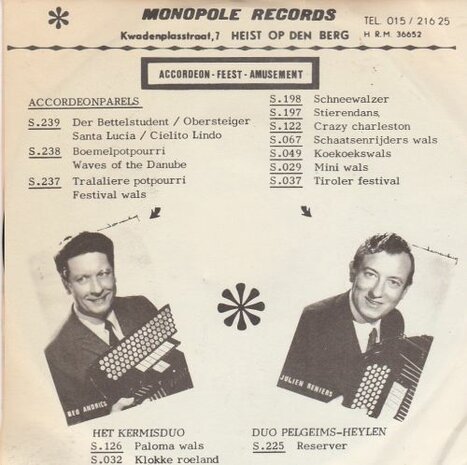 MONOPOLE RECORDS
TEL. 015 / 216 25
Kwadenplasstraat,7 HEIST OP DEN BERG
H R.M. 36652
ACCORDEON - FEEST - AMUSEMENT
ACCORDEONPARELS
S.239 Der Bettelstudent / Obersteiger
Santa Lucia / Cielito Lindo
S.238 Boemelpotpourri
Waves of the Danube
S.237 Tralaliere potpourri
Festival wals
S.198 Schneewalzer
S.197 Stierendans,
S.122 Crazy charleston
S.067 Schaatsenrijders wals
S.049 Koekoekswals
S.029 Mini wals
S.037 Tiroler festival
ANDRIES
JULIEN REMIERS
HET KERMISDUO
S.126 Paloma wals
S.032 Klokke roeland
DUO PELGEIMS-HEYLEN
S.225 Reserver